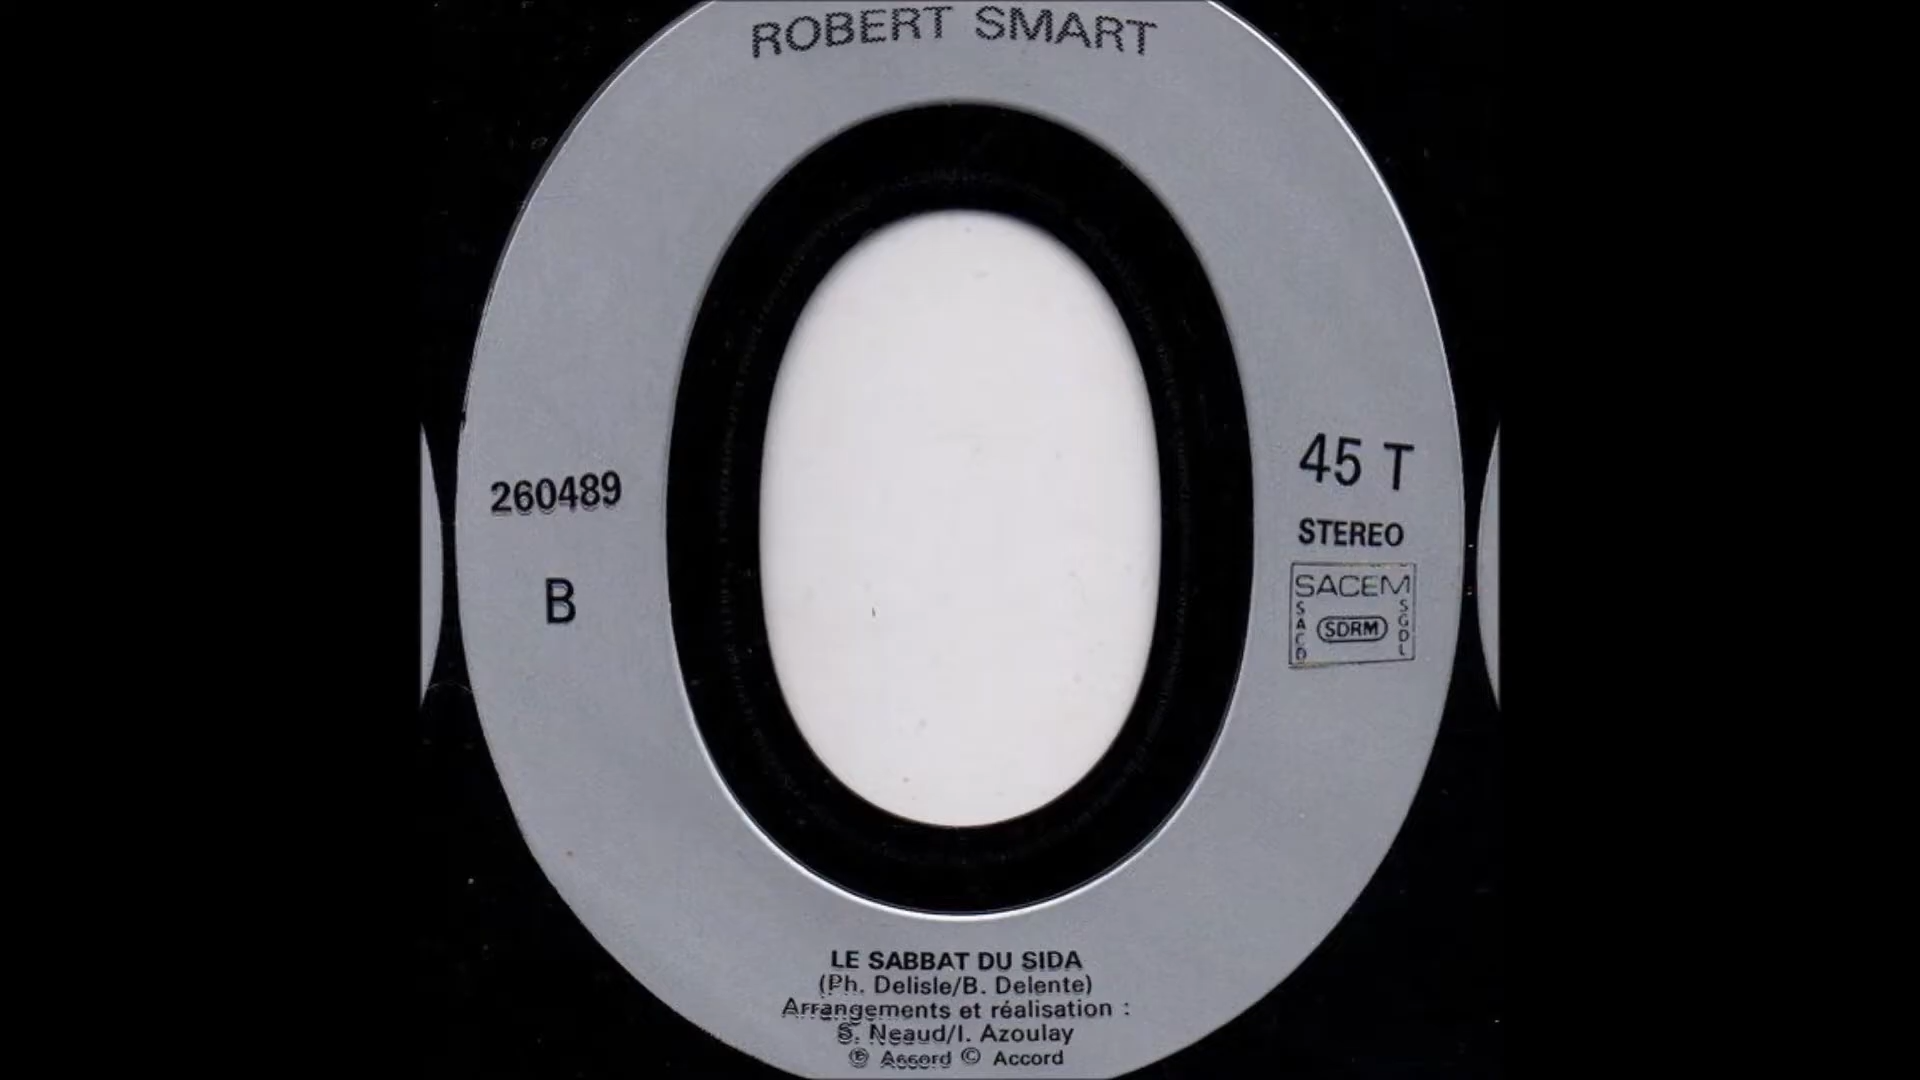 ROBERT SMART
260489
B
45 T
STEREO
SACEM
SACD
SDRM
SGDL
LE SABBAT DU SIDA
(Ph. Delisle/B. Delente)
Arrangements et réalisation :
S. Neaud/I. Azoulay
℗ Accord © Accord